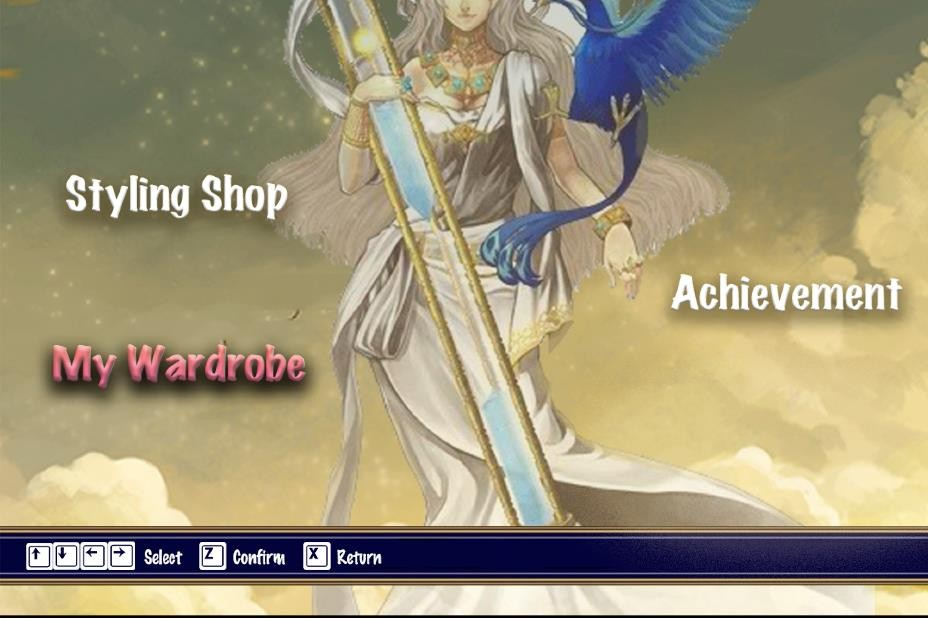 Styling Shop
Achievement
My Wardrobe
↑ ↓ ← → Select Z Confirm X Return